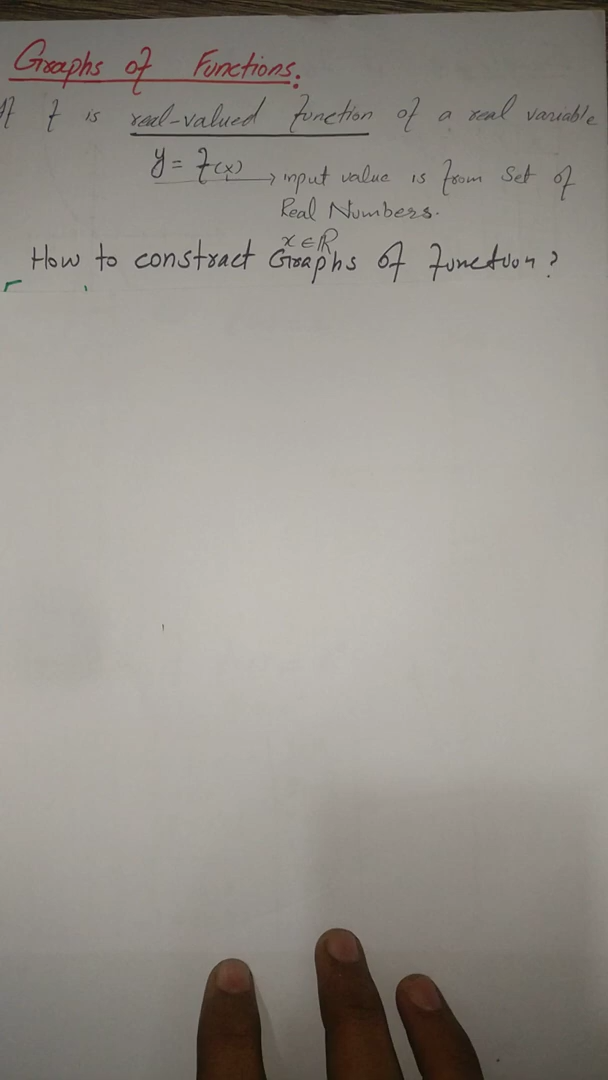 Graphs of Functions:
If f is real-valued function of a real variable
y = f(x) → input value is from set of
Real Numbers.
x ∈ ℝ
How to constract Graphs of function?